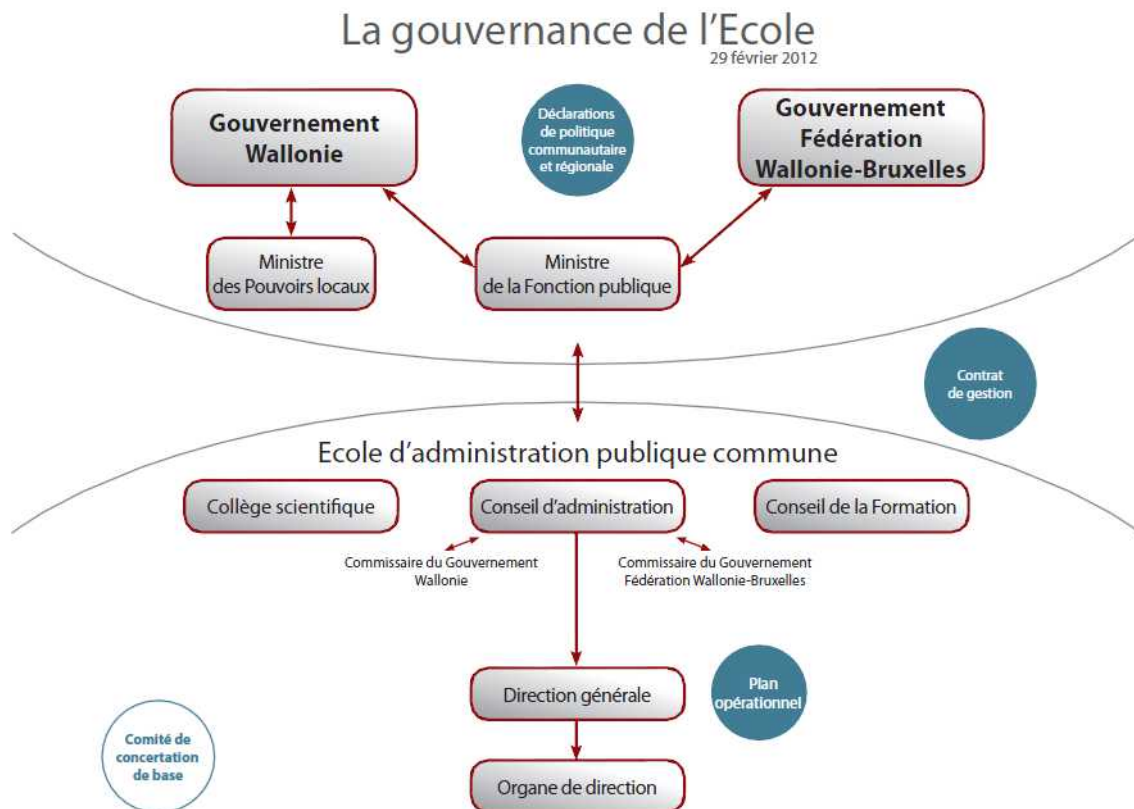 La gouvernance de l'Ecole
29 février 2012
Gouvernement
Wallonie
Déclarations
de politique
communautaire
et régionale
Gouvernement
Fédération
Wallonie-Bruxelles
Ministre
des Pouvoirs locaux
Ministre
de la Fonction publique
Contrat
de gestion
Ecole d'administration publique commune
Collège scientifique
Conseil d'administration
Conseil de la Formation
Commissaire du Gouvernement
Wallonie
Commissaire du Gouvernement
Fédération Wallonie-Bruxelles
Direction générale
Plan
opérationnel
Comité de
concertation
de base
Organe de direction